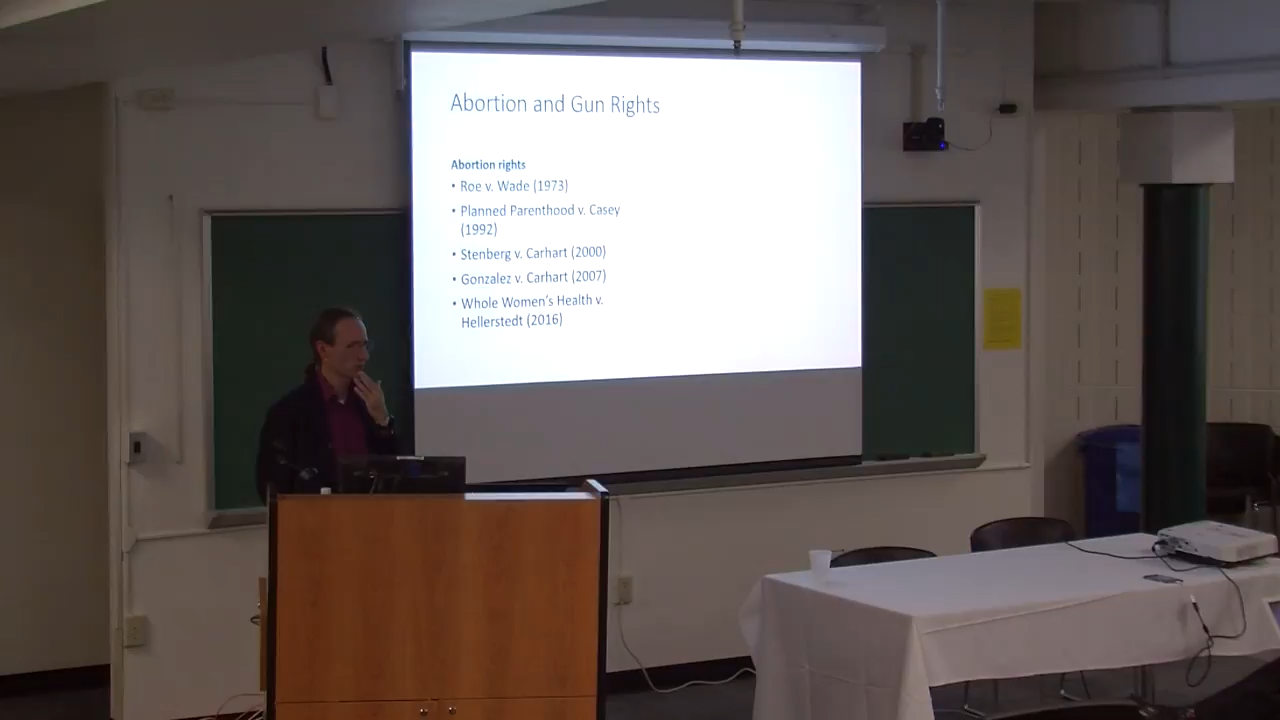 Abortion and Gun Rights
Abortion rights
• Roe v. Wade (1973)
• Planned Parenthood v. Casey
(1992)
• Stenberg v. Carhart (2000)
• Gonzalez v. Carhart (2007)
• Whole Women's Health v.
Hellerstedt (2016)